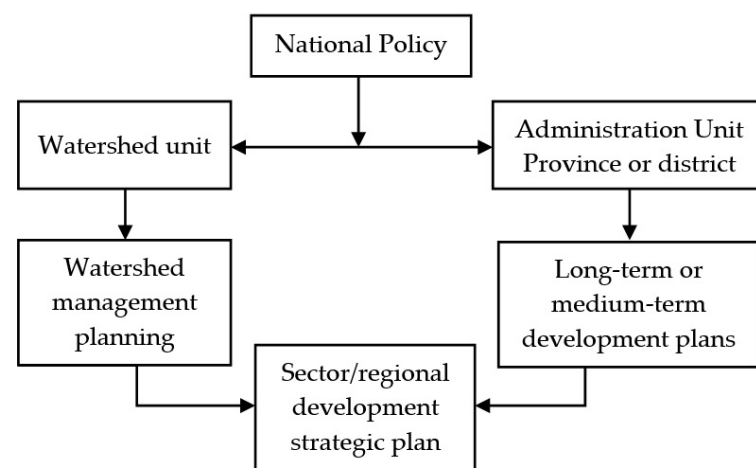 National Policy
Watershed unit
Administration Unit
Province or district
Watershed
management
planning
Long-term or
medium-term
development plans
Sector/regional
development
strategic plan